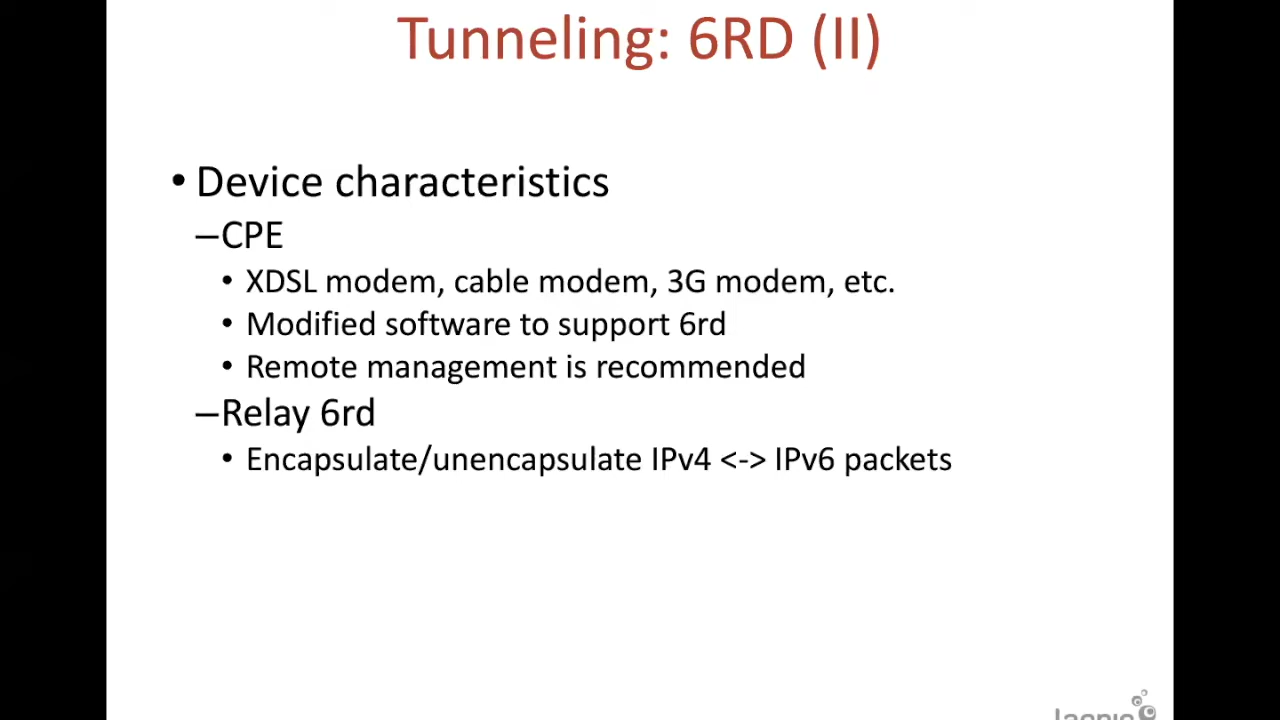 Tunneling: 6RD (II)
• Device characteristics
–CPE
• XDSL modem, cable modem, 3G modem, etc.
• Modified software to support 6rd
• Remote management is recommended
–Relay 6rd
• Encapsulate/unencapsulate IPv4 <-> IPv6 packets